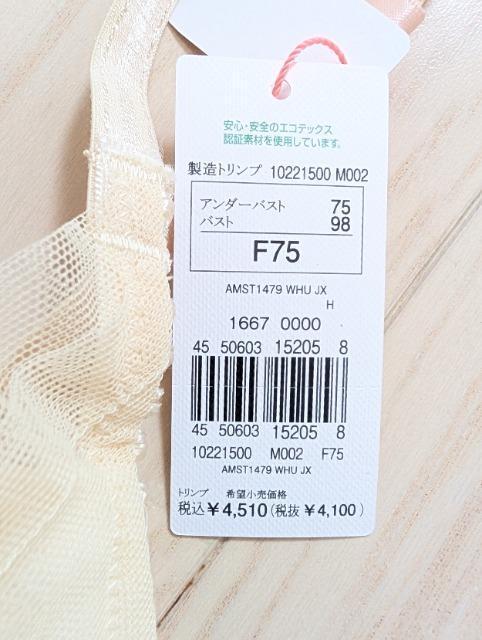 安心・安全のエコテックス
認証素材を使用しています。
製造トリンプ 10221500 M002
アンダーバスト 75
バスト 98
F75
AMST1479 WHU JX
H
1667 0000
45 50603 15205 8
45 50603 15205 8
10221500 M002 F75
AMST1479 WHU JX
トリンプ 希望小売価格
税込¥4,510(税抜 ¥4,100)